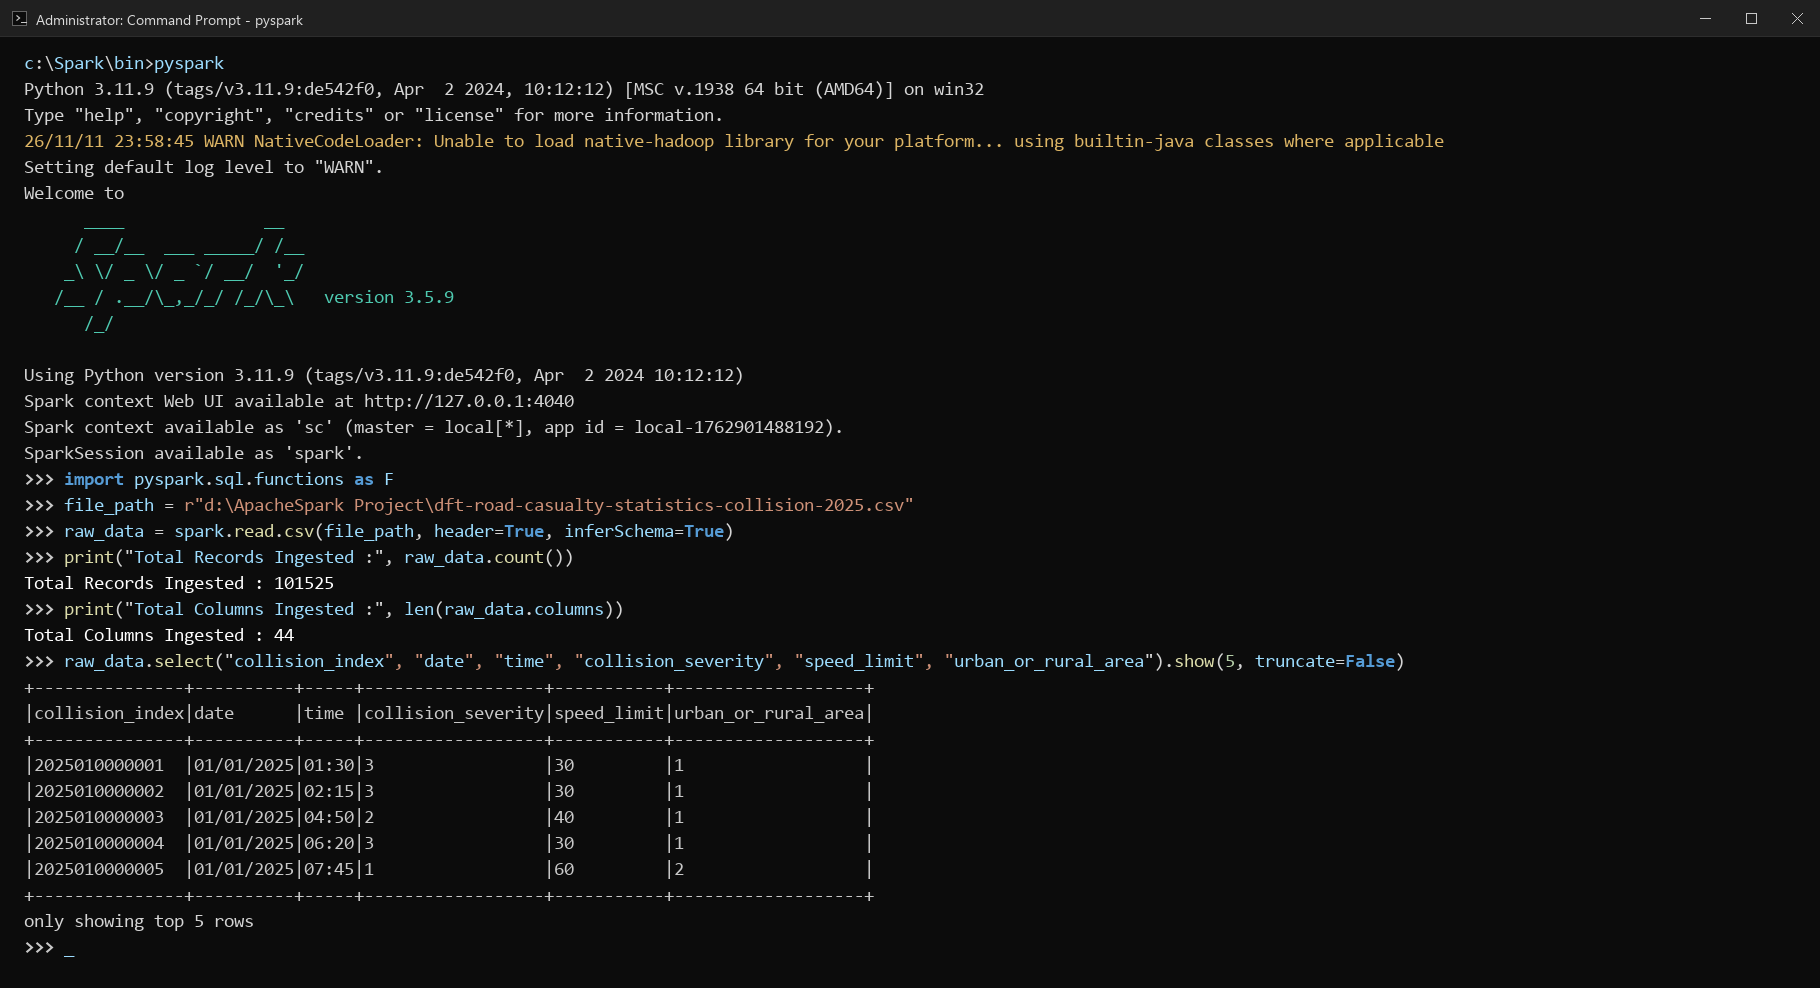 Administrator: Command Prompt - pyspark
c:\Spark\bin>pyspark
Python 3.11.9 (tags/v3.11.9:de542f0, Apr  2 2024, 10:12:12) [MSC v.1938 64 bit (AMD64)] on win32
Type "help", "copyright", "credits" or "license" for more information.
26/11/11 23:58:45 WARN NativeCodeLoader: Unable to load native-hadoop library for your platform... using builtin-java classes where applicable
Setting default log level to "WARN".
Welcome to
      ____              __
     / __/__  ___ _____/ /__
    _\ \/ _ \/ _ `/ __/  '_/
   /__ / .__/\_,_/_/ /_/\_\   version 3.5.9
      /_/
Using Python version 3.11.9 (tags/v3.11.9:de542f0, Apr  2 2024 10:12:12)
Spark context Web UI available at http://127.0.0.1:4040
Spark context available as 'sc' (master = local[*], app id = local-1762901488192).
SparkSession available as 'spark'.
>>> import pyspark.sql.functions as F
>>> file_path = r"d:\ApacheSpark Project\dft-road-casualty-statistics-collision-2025.csv"
>>> raw_data = spark.read.csv(file_path, header=True, inferSchema=True)
>>> print("Total Records Ingested :", raw_data.count())
Total Records Ingested : 101525
>>> print("Total Columns Ingested :", len(raw_data.columns))
Total Columns Ingested : 44
>>> raw_data.select("collision_index", "date", "time", "collision_severity", "speed_limit", "urban_or_rural_area").show(5, truncate=False)
+---------------+----------+-----+------------------+-----------+-------------------+
|collision_index|date      |time |collision_severity|speed_limit|urban_or_rural_area|
+---------------+----------+-----+------------------+-----------+-------------------+
|2025010000001  |01/01/2025|01:30|3                 |30         |1                  |
|2025010000002  |01/01/2025|02:15|3                 |30         |1                  |
|2025010000003  |01/01/2025|04:50|2                 |40         |1                  |
|2025010000004  |01/01/2025|06:20|3                 |30         |1                  |
|2025010000005  |01/01/2025|07:45|1                 |60         |2                  |
+---------------+----------+-----+------------------+-----------+-------------------+
only showing top 5 rows
>>> _